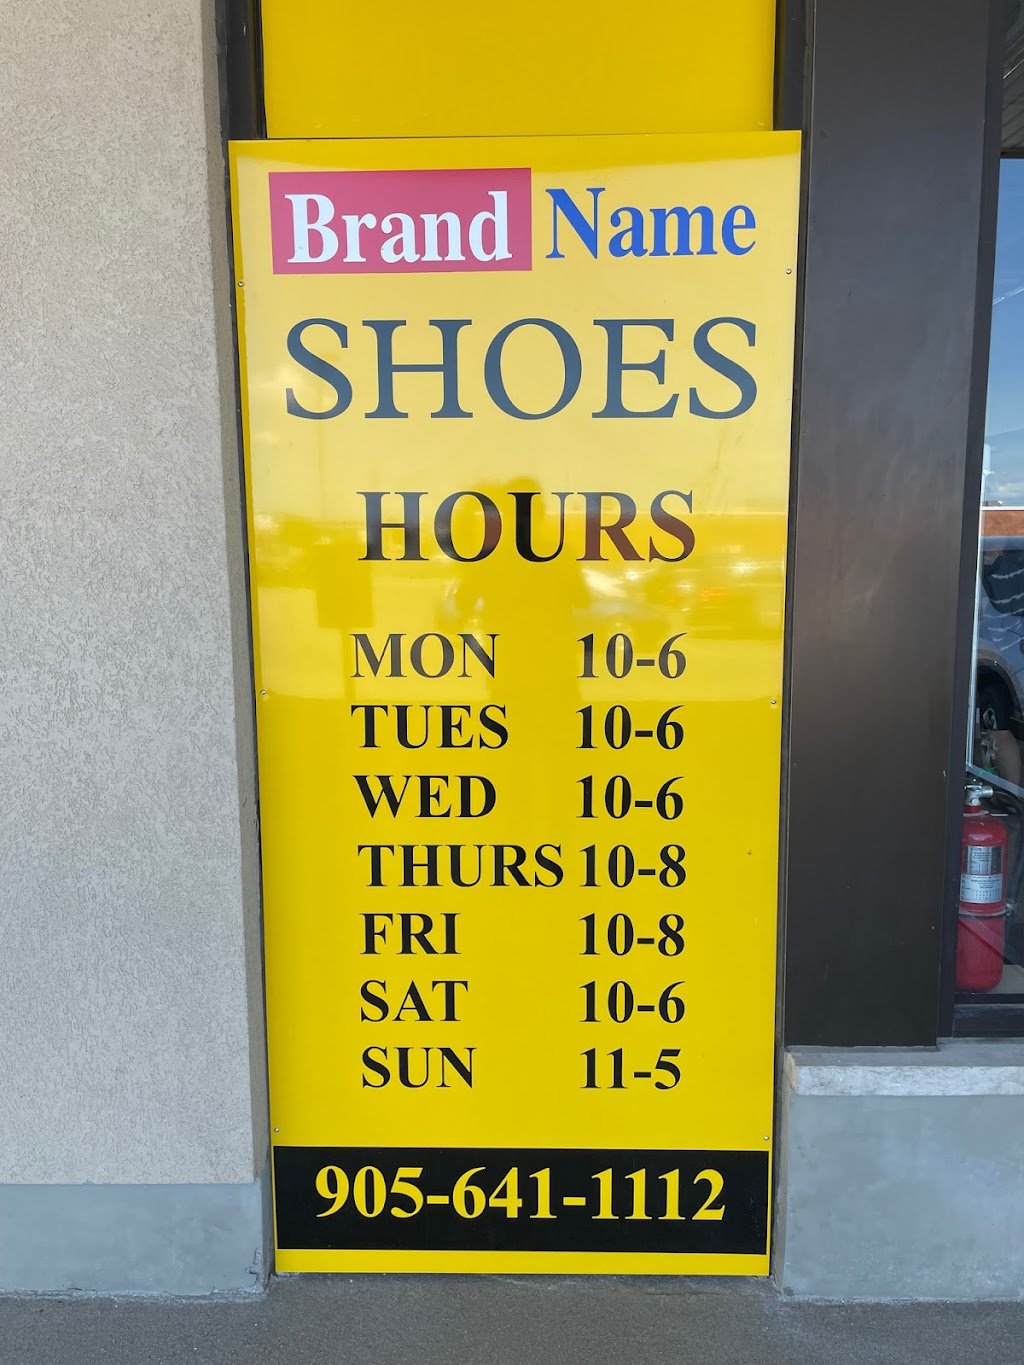 Brand Name
SHOES
HOURS
MON 10-6
TUES 10-6
WED 10-6
THURS 10-8
FRI 10-8
SAT 10-6
SUN 11-5
905-641-1112